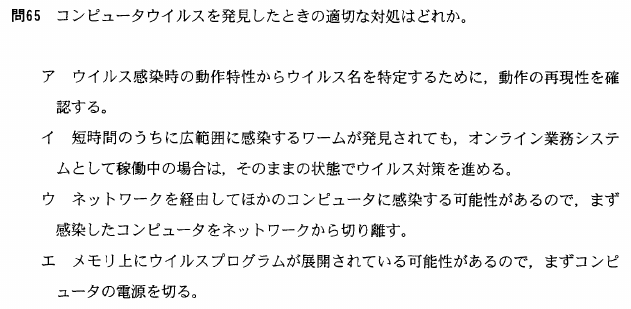 問65 コンピュータウイルスを発見したときの適切な対処はどれか。
ア ウイルス感染時の動作特性からウイルス名を特定するために，動作の再現性を確
認する。
イ 短時間のうちに広範囲に感染するワームが発見されても，オンライン業務システ
ムとして稼働中の場合は，そのままの状態でウイルス対策を進める。
ウ ネットワークを経由してほかのコンピュータに感染する可能性があるので，まず
感染したコンピュータをネットワークから切り離す。
エ メモリ上にウイルスプログラムが展開されている可能性があるので，まずコンピ
ュータの電源を切る。